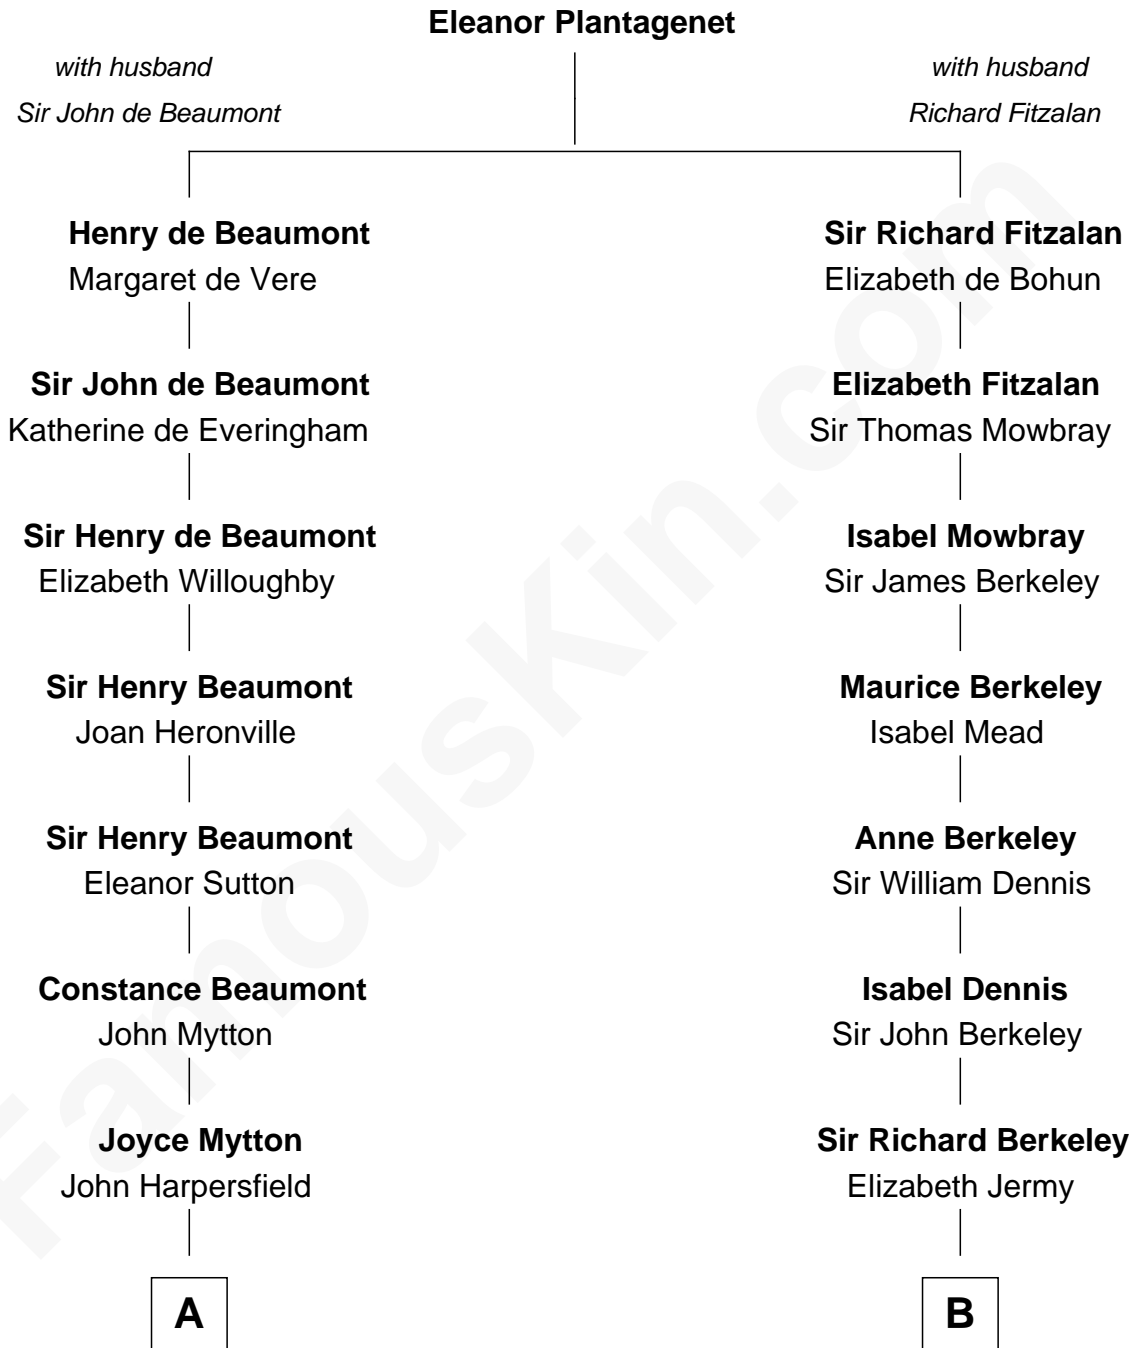 Eleanor Plantagenet
with husband
Sir John de Beaumont
with husband
Richard Fitzalan
Henry de Beaumont
Margaret de Vere
Sir Richard Fitzalan
Elizabeth de Bohun
Sir John de Beaumont
Katherine de Everingham
Elizabeth Fitzalan
Sir Thomas Mowbray
Sir Henry de Beaumont
Elizabeth Willoughby
Isabel Mowbray
Sir James Berkeley
Sir Henry Beaumont
Joan Heronville
Maurice Berkeley
Isabel Mead
Sir Henry Beaumont
Eleanor Sutton
Anne Berkeley
Sir William Dennis
Constance Beaumont
John Mytton
Isabel Dennis
Sir John Berkeley
Joyce Mytton
John Harpersfield
Sir Richard Berkeley
Elizabeth Jermy
A
B
FamousKin.com